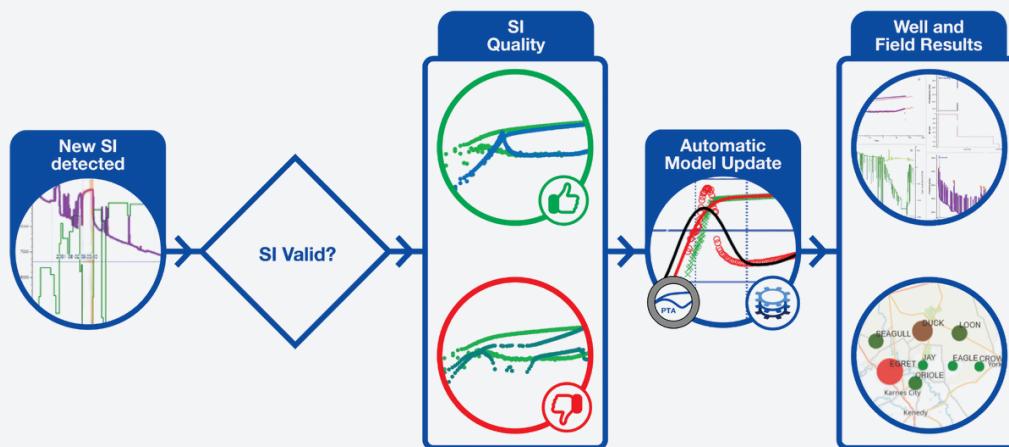 New SI
detected
SI Valid?
SI
Quality
Automatic
Model Update
PTA
Well and
Field Results
SEAGULL
DUCK
LOON
EGRET
JAY
EAGLE
CROW
York
ORIOLE
Karnes City
Kenedy